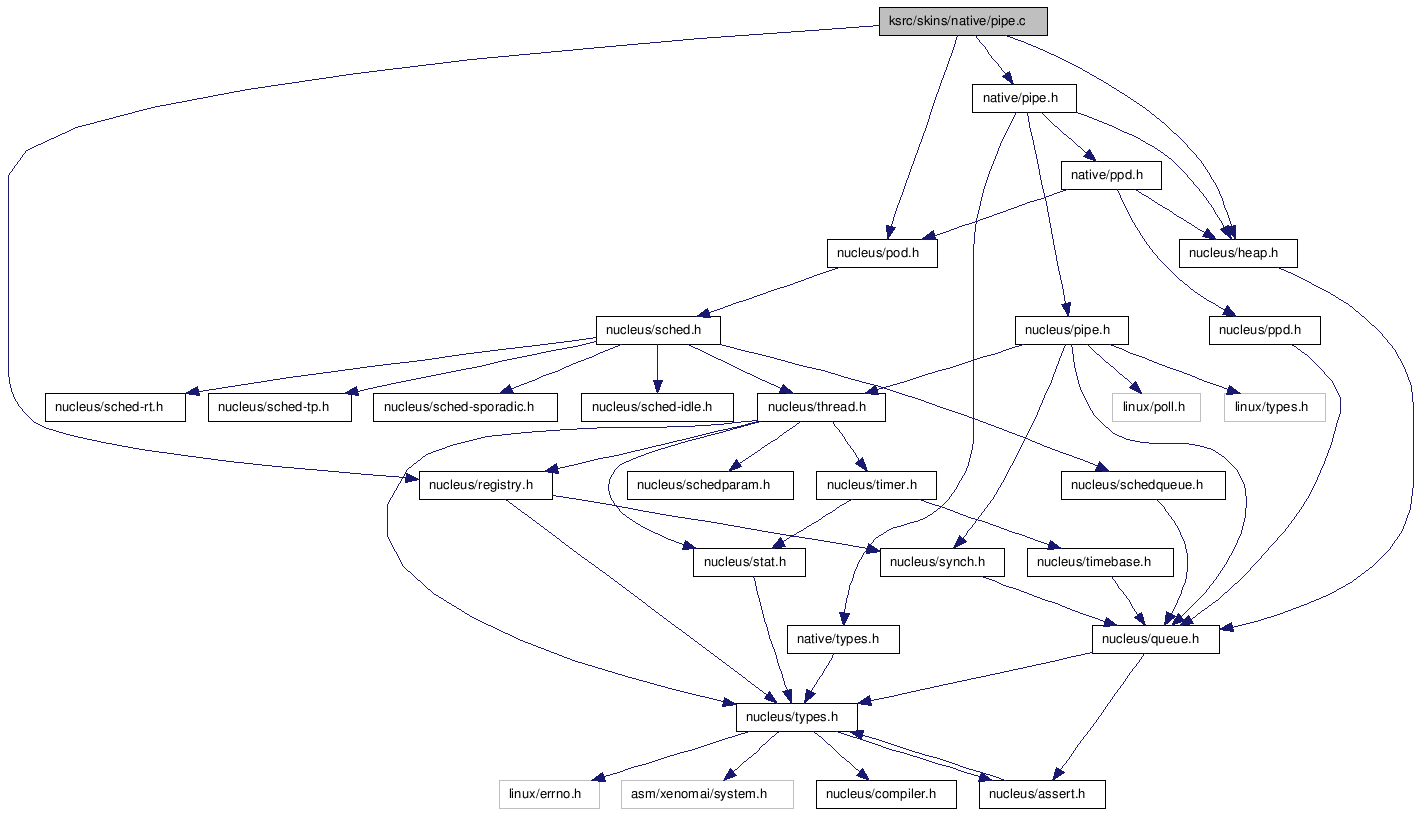 ksrc/skins/native/pipe.c
native/pipe.h
native/ppd.h
nucleus/pod.h
nucleus/heap.h
nucleus/sched.h
nucleus/pipe.h
nucleus/ppd.h
nucleus/sched-rt.h
nucleus/sched-tp.h
nucleus/sched-sporadic.h
nucleus/sched-idle.h
nucleus/thread.h
linux/poll.h
linux/types.h
nucleus/registry.h
nucleus/schedparam.h
nucleus/timer.h
nucleus/schedqueue.h
nucleus/stat.h
nucleus/synch.h
nucleus/timebase.h
native/types.h
nucleus/queue.h
nucleus/types.h
linux/errno.h
asm/xenomai/system.h
nucleus/compiler.h
nucleus/assert.h